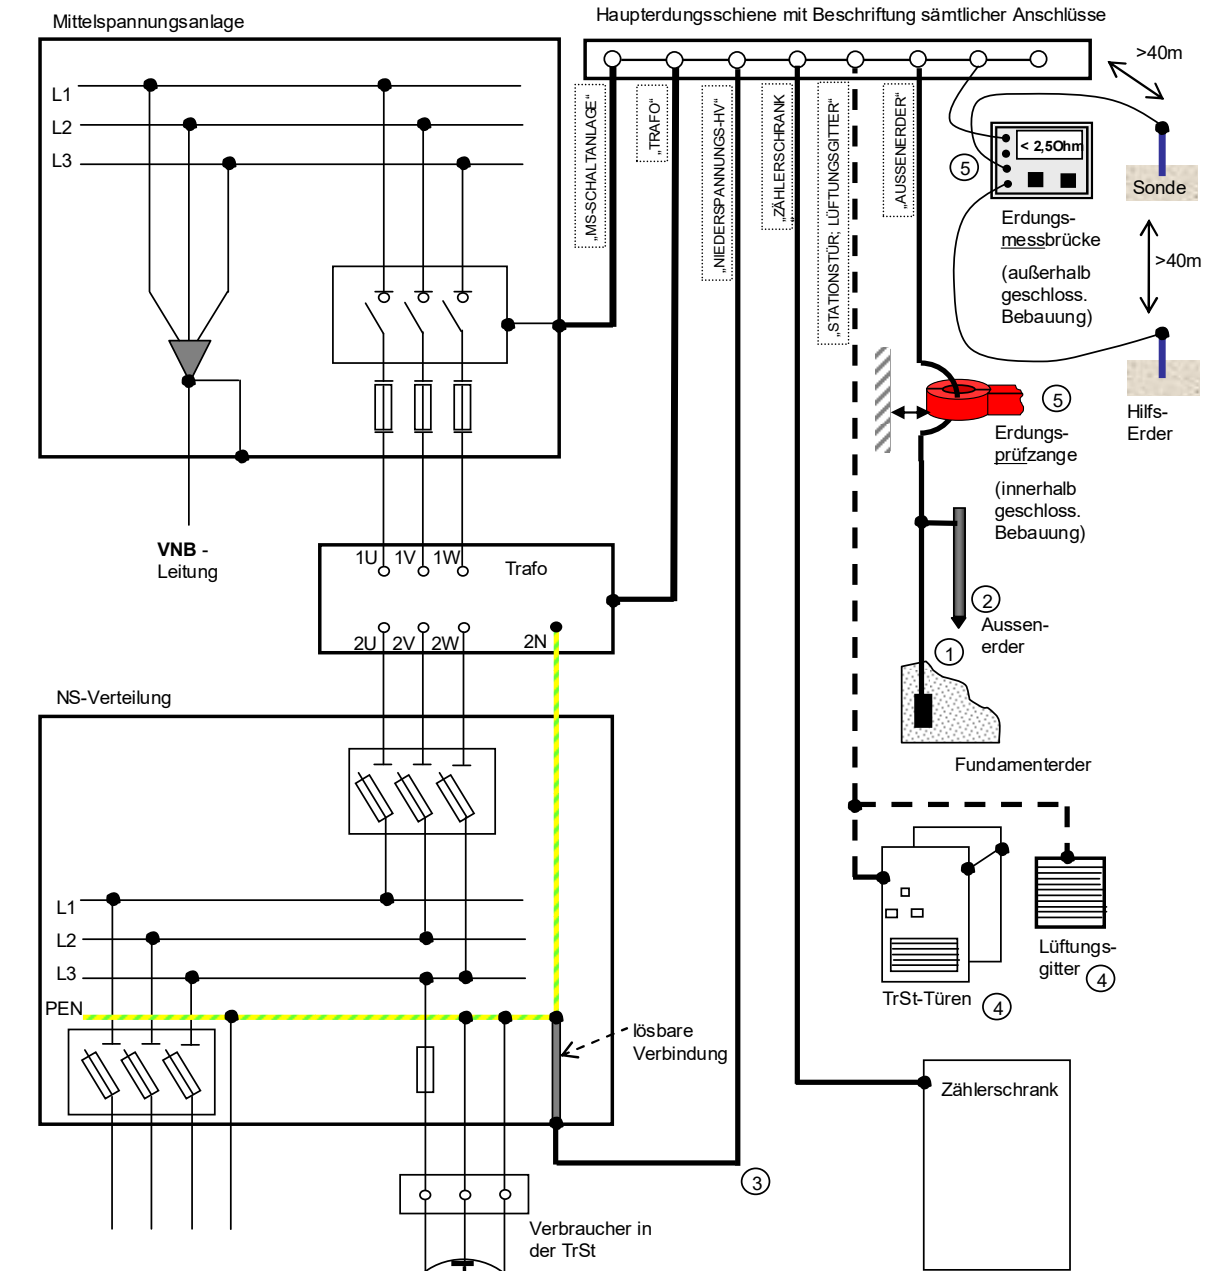 Mittelspannungsanlage
Haupterdungsschiene mit Beschriftung sämtlicher Anschlüsse
>40m
L1
L2
L3
„MS-SCHALTANLAGE“
„TRAFO“
„NIEDERSPANNUNGS-HV“
„ZÄHLERSCHRANK
„STATIONSTÜR; LÜFTUNGSGITTER“
„AUSSENERDER“
< 2,5Ohm
5
Sonde
Erdungs-
messbrücke
(außerhalb
geschloss.
Bebauung)
>40m
5
Erdungs-
prüfzange
(innerhalb
geschloss.
Bebauung)
Hilfs-
Erder
VNB -
Leitung
1U 1V 1W
Trafo
2U 2V 2W
2N
2
Aussen-
erder
1
Fundamenterder
NS-Verteilung
L1
L2
L3
PEN
lösbare
Verbindung
TrSt-Türen 4
Lüftungs-
gitter 4
Zählerschrank
3
Verbraucher in
der TrSt